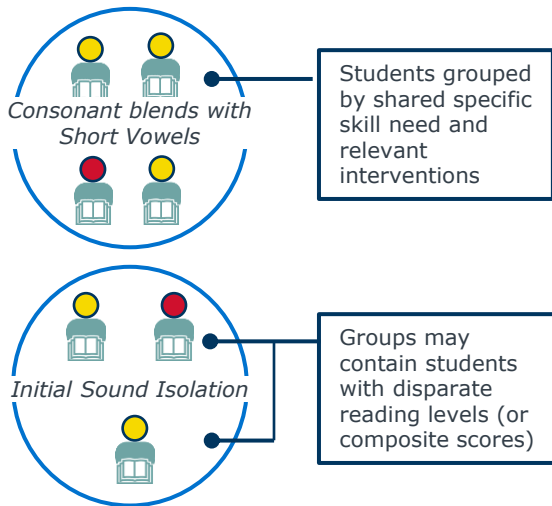 Consonant blends with
Short Vowels
Students grouped
by shared specific
skill need and
relevant
interventions
Initial Sound Isolation
Groups may
contain students
with disparate
reading levels (or
composite scores)